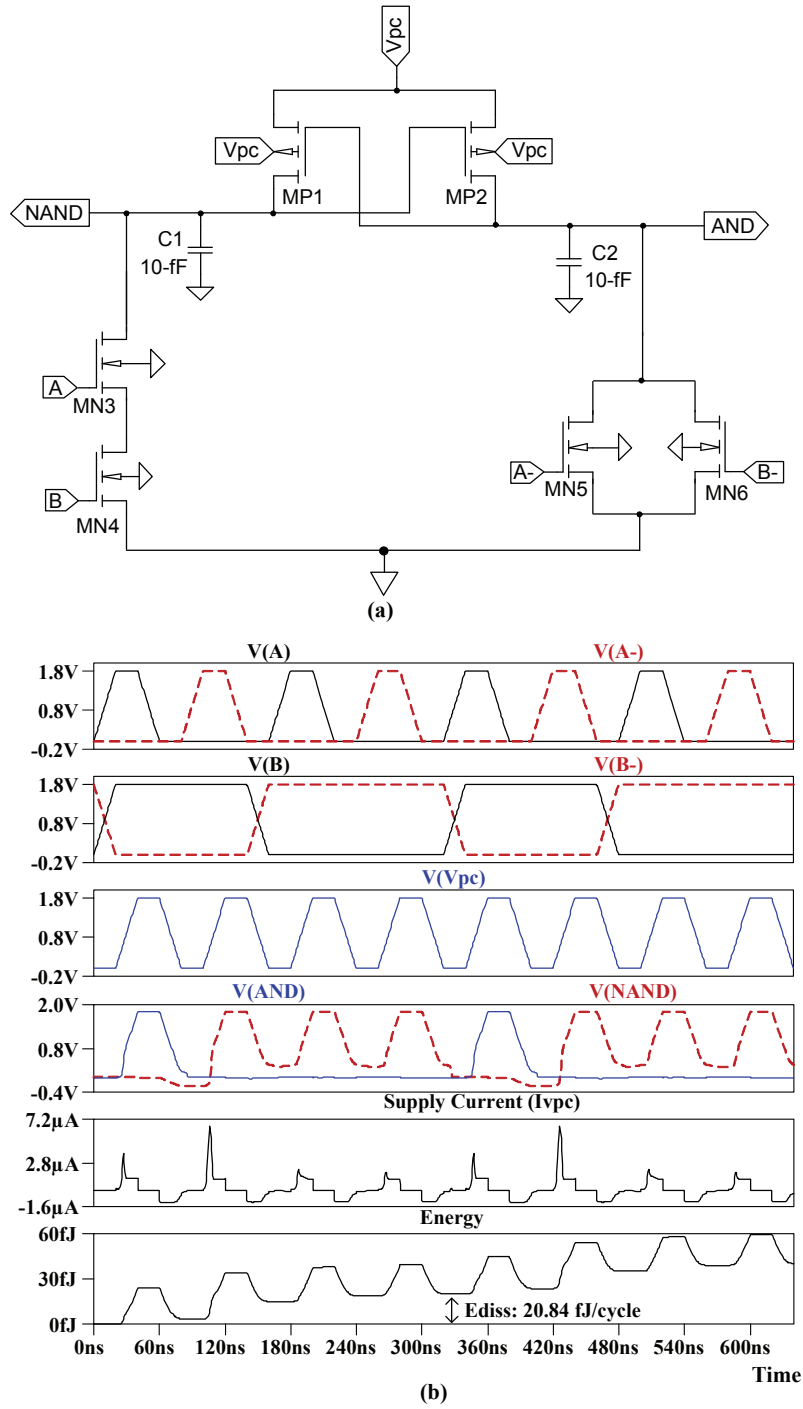 Vpc
Vpc
Vpc
MP1
MP2
NAND
AND
C1
10-fF
C2
10-fF
A
MN3
B
MN4
A-
MN5
B-
MN6
(a)
V(A) V(A-)
1.8V
0.8V
-0.2V
V(B) V(B-)
1.8V
0.8V
-0.2V
V(Vpc)
1.8V
0.8V
-0.2V
V(AND) V(NAND)
2.0V
0.8V
-0.4V
Supply Current (Ivpc)
7.2µA
2.8µA
-1.6µA
Energy
60fJ
30fJ
0fJ
Ediss: 20.84 fJ/cycle
0ns 60ns 120ns 180ns 240ns 300ns 360ns 420ns 480ns 540ns 600ns
Time
(b)